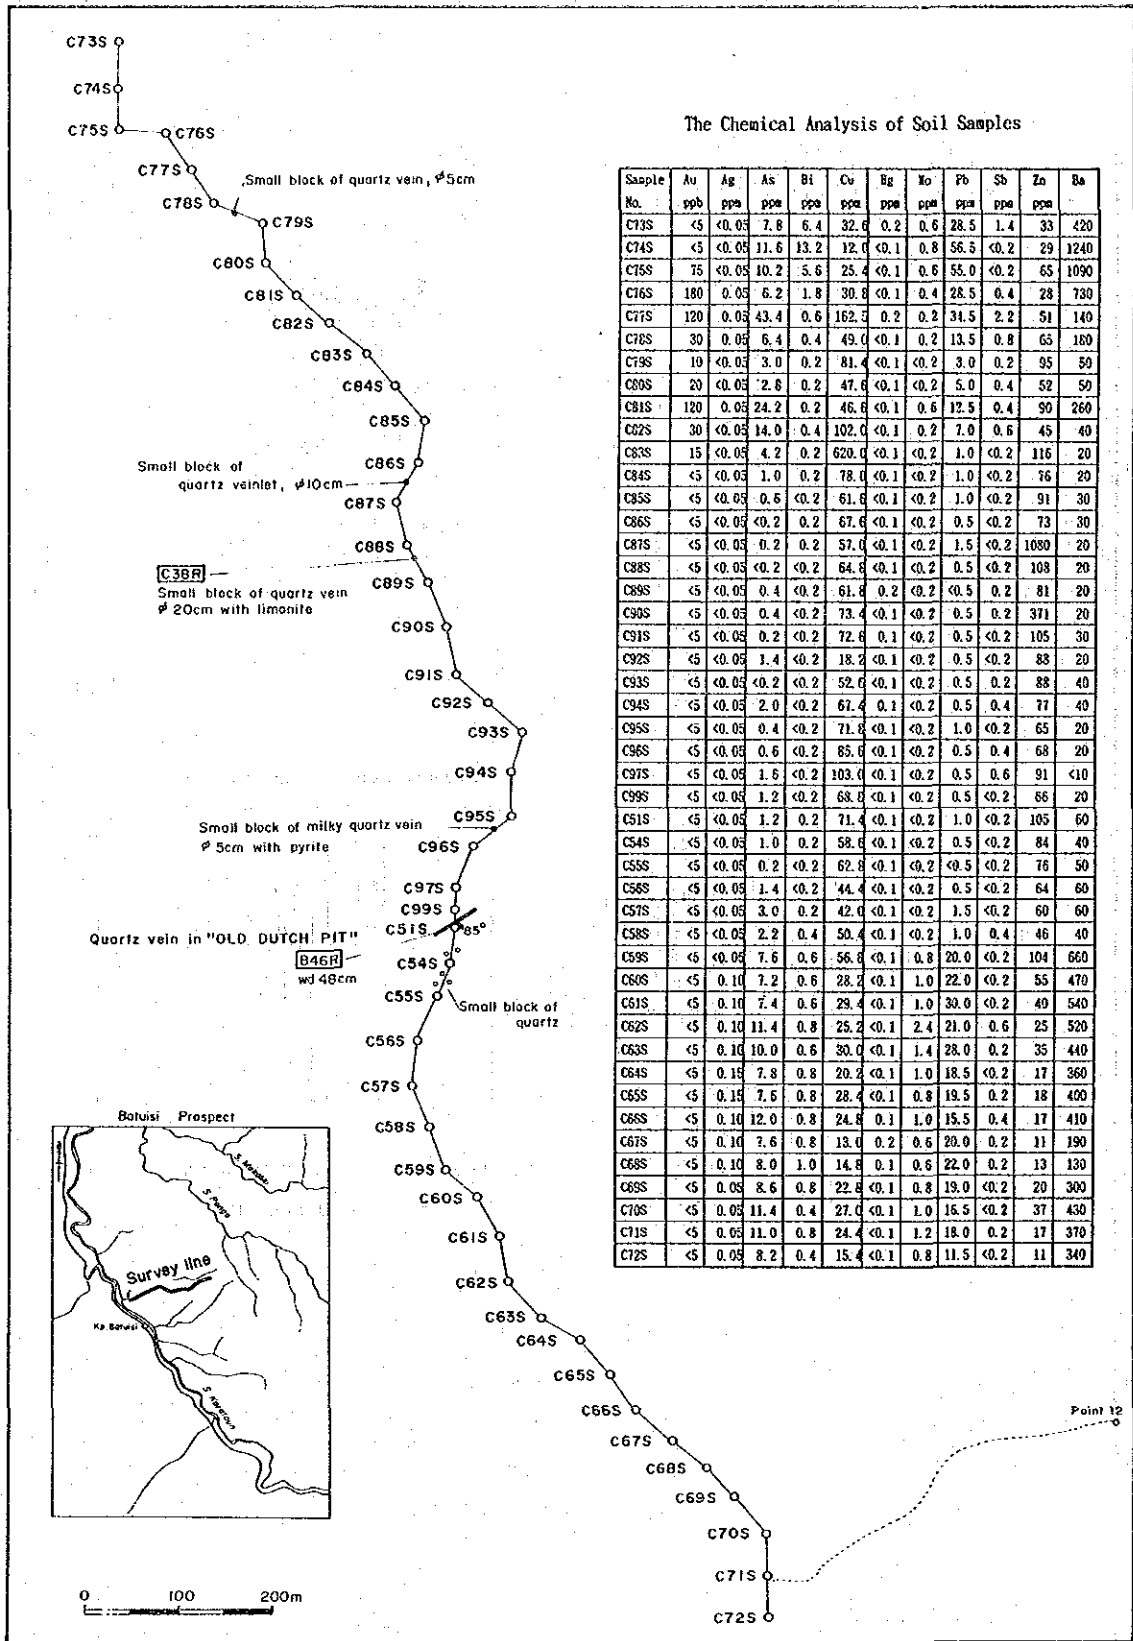 The Chemical Analysis of Soil Samples
Sample No. Au ppb Ag ppm As ppm Bi ppm Cu ppm Hg ppm Mo ppm Pb ppm Sb ppm Zn ppm Ba
C73S <5 <0.05 7.8 6.4 32.6 0.2 0.6 28.5 1.4 33 420
C74S <5 <0.05 11.6 13.2 12.0 <0.1 0.8 56.5 <0.2 29 1240
C75S 75 <0.05 10.2 5.6 25.4 <0.1 0.6 55.0 <0.2 65 1090
C76S 180 0.05 6.2 1.8 30.8 <0.1 0.4 28.5 0.4 28 730
C77S 120 0.05 43.4 0.6 162.5 0.2 0.2 34.5 2.2 51 140
C78S 30 0.05 6.4 0.4 49.0 <0.1 0.2 13.5 0.8 65 180
C79S 10 <0.05 3.0 0.2 81.4 <0.1 <0.2 3.0 0.2 95 50
C80S 20 <0.05 2.8 0.2 47.6 <0.1 <0.2 5.0 0.4 52 50
C81S 120 0.05 24.2 0.2 46.6 <0.1 0.6 12.5 0.4 90 260
C82S 30 <0.05 14.0 0.4 102.0 <0.1 0.2 7.0 0.6 45 40
C83S 15 <0.05 4.2 0.2 620.0 <0.1 <0.2 1.0 <0.2 116 20
C84S <5 <0.05 1.0 0.2 78.0 <0.1 <0.2 1.0 <0.2 76 20
C85S <5 <0.05 0.6 <0.2 61.6 <0.1 <0.2 1.0 <0.2 91 30
C86S <5 <0.05 <0.2 0.2 67.6 <0.1 <0.2 0.5 <0.2 73 30
C87S <5 <0.05 0.2 0.2 57.0 <0.1 <0.2 1.5 <0.2 1080 20
C88S <5 <0.05 <0.2 <0.2 64.8 <0.1 <0.2 0.5 <0.2 108 20
C89S <5 <0.05 0.4 <0.2 61.8 0.2 <0.2 <0.5 0.2 81 20
C90S <5 <0.05 0.4 <0.2 73.4 <0.1 <0.2 0.5 0.2 371 20
C91S <5 <0.05 0.2 <0.2 72.6 0.1 <0.2 0.5 <0.2 105 30
C92S <5 <0.05 1.4 <0.2 18.2 <0.1 <0.2 0.5 <0.2 88 20
C93S <5 <0.05 <0.2 <0.2 52.0 <0.1 <0.2 0.5 0.2 88 40
C94S <5 <0.05 2.0 <0.2 67.4 0.1 <0.2 0.5 0.4 77 40
C95S <5 <0.05 0.4 <0.2 71.8 <0.1 <0.2 1.0 <0.2 65 20
C96S <5 <0.05 0.6 <0.2 85.6 <0.1 <0.2 0.5 0.4 68 20
C97S <5 <0.05 1.6 <0.2 103.0 <0.1 <0.2 0.5 0.6 91 <10
C99S <5 <0.05 1.2 <0.2 68.8 <0.1 <0.2 0.5 <0.2 66 20
C51S <5 <0.05 1.2 0.2 71.4 <0.1 <0.2 1.0 <0.2 105 60
C54S <5 <0.05 1.0 0.2 58.6 <0.1 <0.2 0.5 <0.2 84 40
C55S <5 <0.05 0.2 <0.2 62.8 <0.1 <0.2 <0.5 <0.2 76 50
C56S <5 <0.05 1.4 <0.2 44.4 <0.1 <0.2 0.5 <0.2 64 60
C57S <5 <0.05 3.0 0.2 42.0 <0.1 <0.2 1.5 <0.2 60 60
C58S <5 <0.05 2.2 0.4 50.4 <0.1 <0.2 1.0 0.4 46 40
C59S <5 <0.05 7.6 0.6 56.8 <0.1 0.8 20.0 <0.2 104 660
C60S <5 0.10 7.2 0.6 28.2 <0.1 1.0 22.0 <0.2 55 470
C61S <5 0.10 7.4 0.6 29.4 <0.1 1.0 30.0 <0.2 40 540
C62S <5 0.10 11.4 0.8 25.2 <0.1 2.4 21.0 0.6 25 520
C63S <5 0.10 10.0 0.6 30.0 <0.1 1.4 28.0 0.2 35 440
C64S <5 0.15 7.8 0.8 20.2 <0.1 1.0 18.5 <0.2 17 360
C65S <5 0.15 7.6 0.8 28.4 <0.1 0.8 19.5 0.2 18 400
C66S <5 0.10 12.0 0.8 24.8 0.1 1.0 15.5 0.4 17 410
C67S <5 0.10 7.6 0.8 13.0 0.2 0.6 20.0 0.2 11 190
C68S <5 0.10 8.0 1.0 14.8 0.1 0.6 22.0 0.2 13 130
C69S <5 0.05 8.6 0.8 22.8 <0.1 0.8 19.0 <0.2 20 300
C70S <5 0.05 11.4 0.4 27.0 <0.1 1.0 16.5 <0.2 37 430
C71S <5 0.05 11.0 0.8 24.4 <0.1 1.2 18.0 0.2 17 370
C72S <5 0.05 8.2 0.4 15.4 <0.1 0.8 11.5 <0.2 11 340
C73S
C74S
C75S
C76S
C77S
Small block of quartz vein, ø5cm
C78S
C79S
C80S
C81S
C82S
C83S
C84S
C85S
C86S
Small block of
quartz veinlet, ø10cm
C87S
C88S
C38R
Small block of quartz vein
ø 20cm with limonite
C89S
C90S
C91S
C92S
C93S
C94S
C95S
Small block of milky quartz vein
ø 5cm with pyrite
C96S
C97S
C99S
C51S
85°
Quartz vein in "OLD DUTCH PIT"
B46R
wd 48cm
C54S
C55S
Small block of
quartz
C56S
C57S
C58S
C59S
C60S
C61S
C62S
C63S
C64S
C65S
C66S
C67S
C68S
C69S
C70S
C71S
C72S
Point 12
Batuisi Prospect
Survey line
Kp. Batuisi
0 100 200m